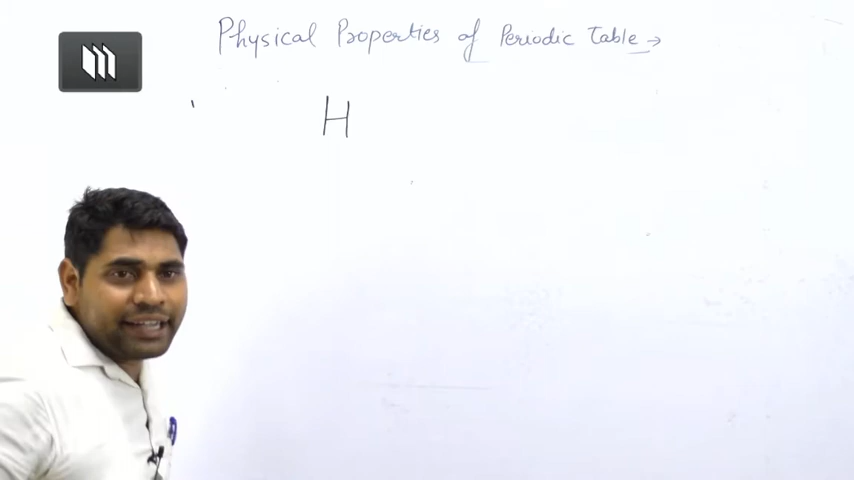 Physical Properties of Periodic Table →
H